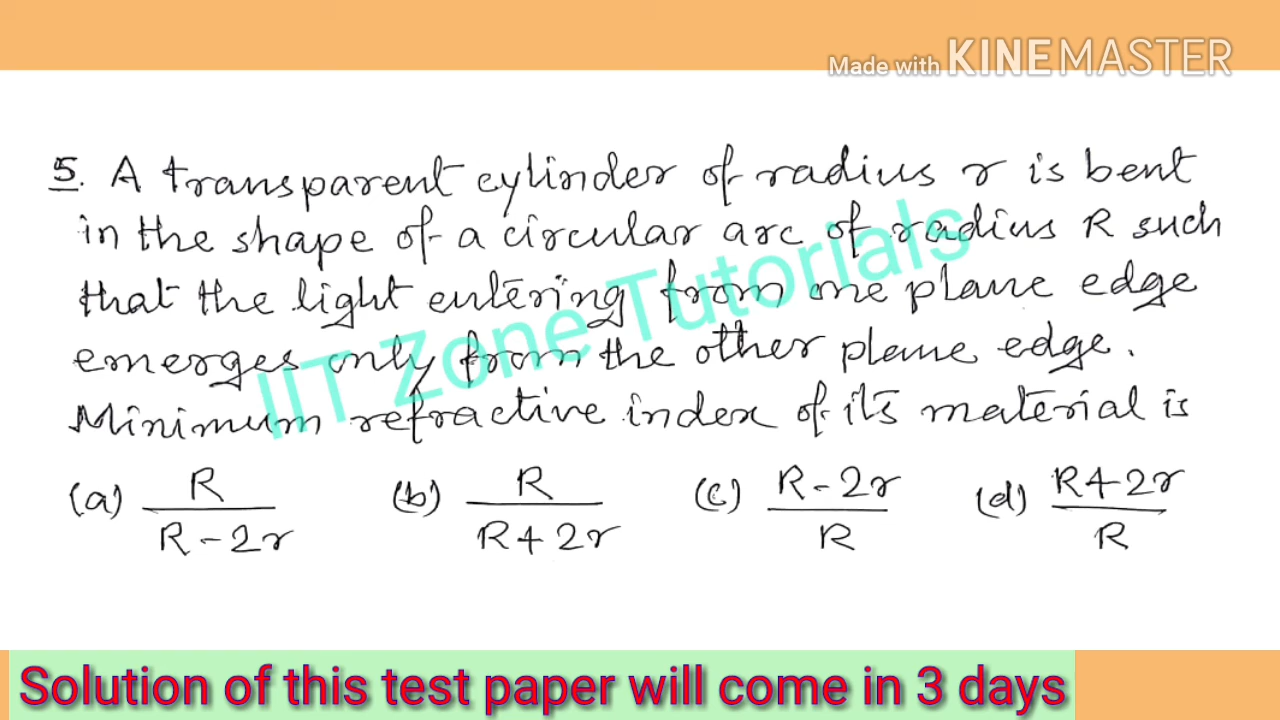 Made with KINEMASTER
5. A transparent cylinder of radius r is bent
in the shape of a circular arc of radius R such
that the light entering from one plane edge
emerges only from the other plane edge.
Minimum refractive index of its material is
(a) R/(R-2r) (b) R/(R+2r) (c) (R-2r)/R (d) (R+2r)/R
IIT Zone Tutorials
Solution of this test paper will come in 3 days